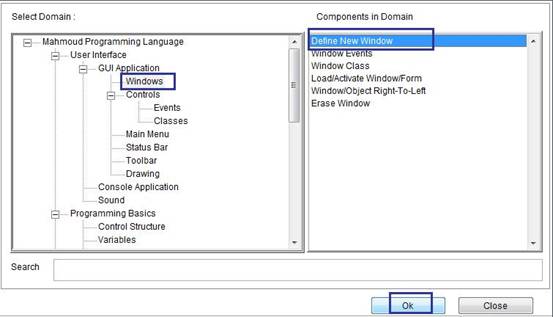 Select Domain :
Components in Domain
Mahmoud Programming Language
User Interface
GUI Application
Windows
Controls
Events
Classes
Main Menu
Status Bar
Toolbar
Drawing
Console Application
Sound
Programming Basics
Control Structure
Variables
Define New Window
Window Events
Window Class
Load/Activate Window/Form
Window/Object Right-To-Left
Erase Window
Search
Ok
Close